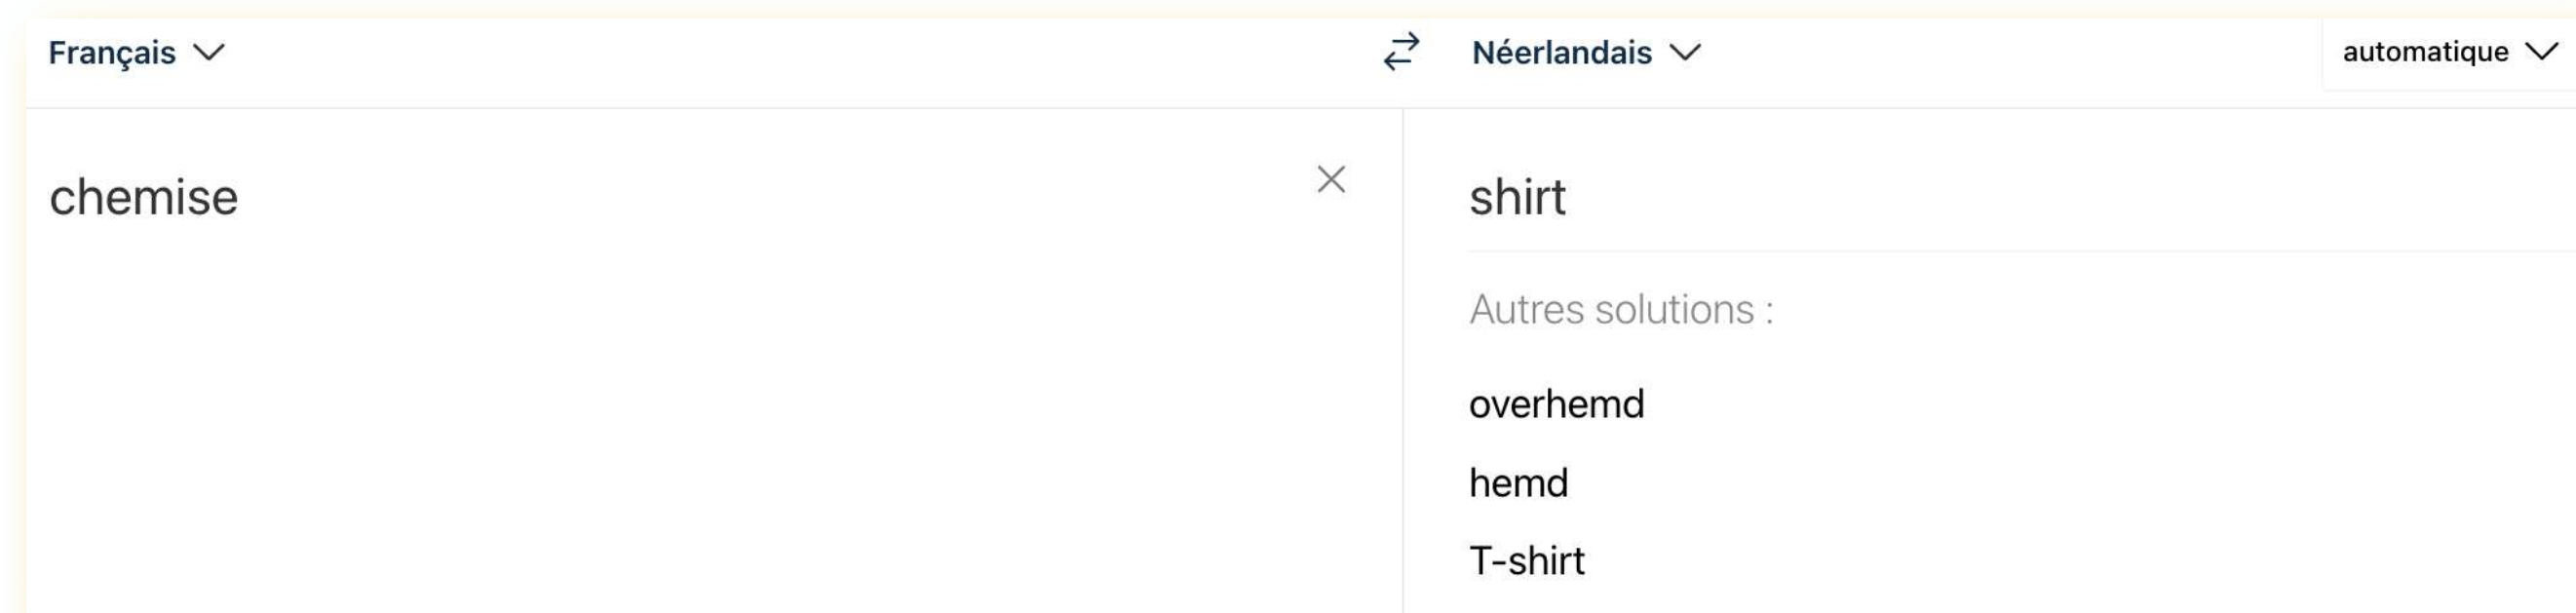 Français
Néerlandais
automatique
chemise
shirt
Autres solutions :
overhemd
hemd
T-shirt